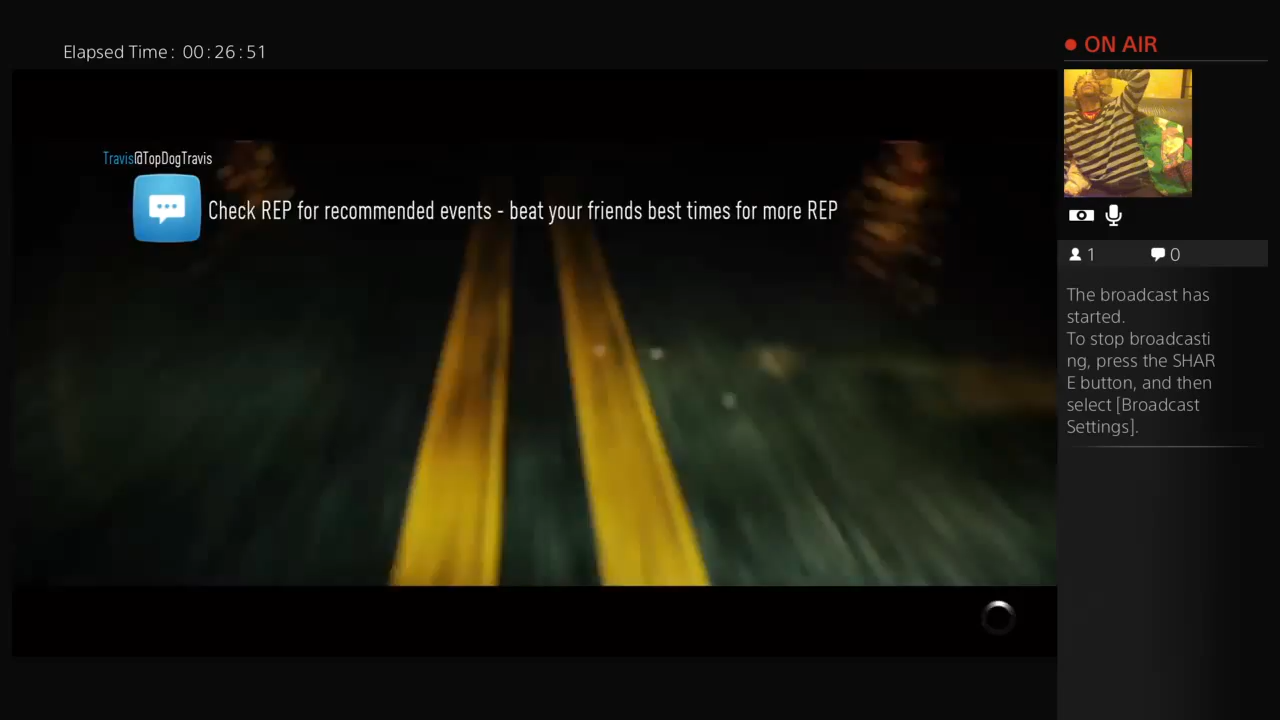 Elapsed Time: 00:26:51
ON AIR
Travis@TopDogTravis
Check REP for recommended events - beat your friends best times for more REP
1 0
The broadcast has
started.
To stop broadcasti
ng, press the SHAR
E button, and then
select [Broadcast
Settings].